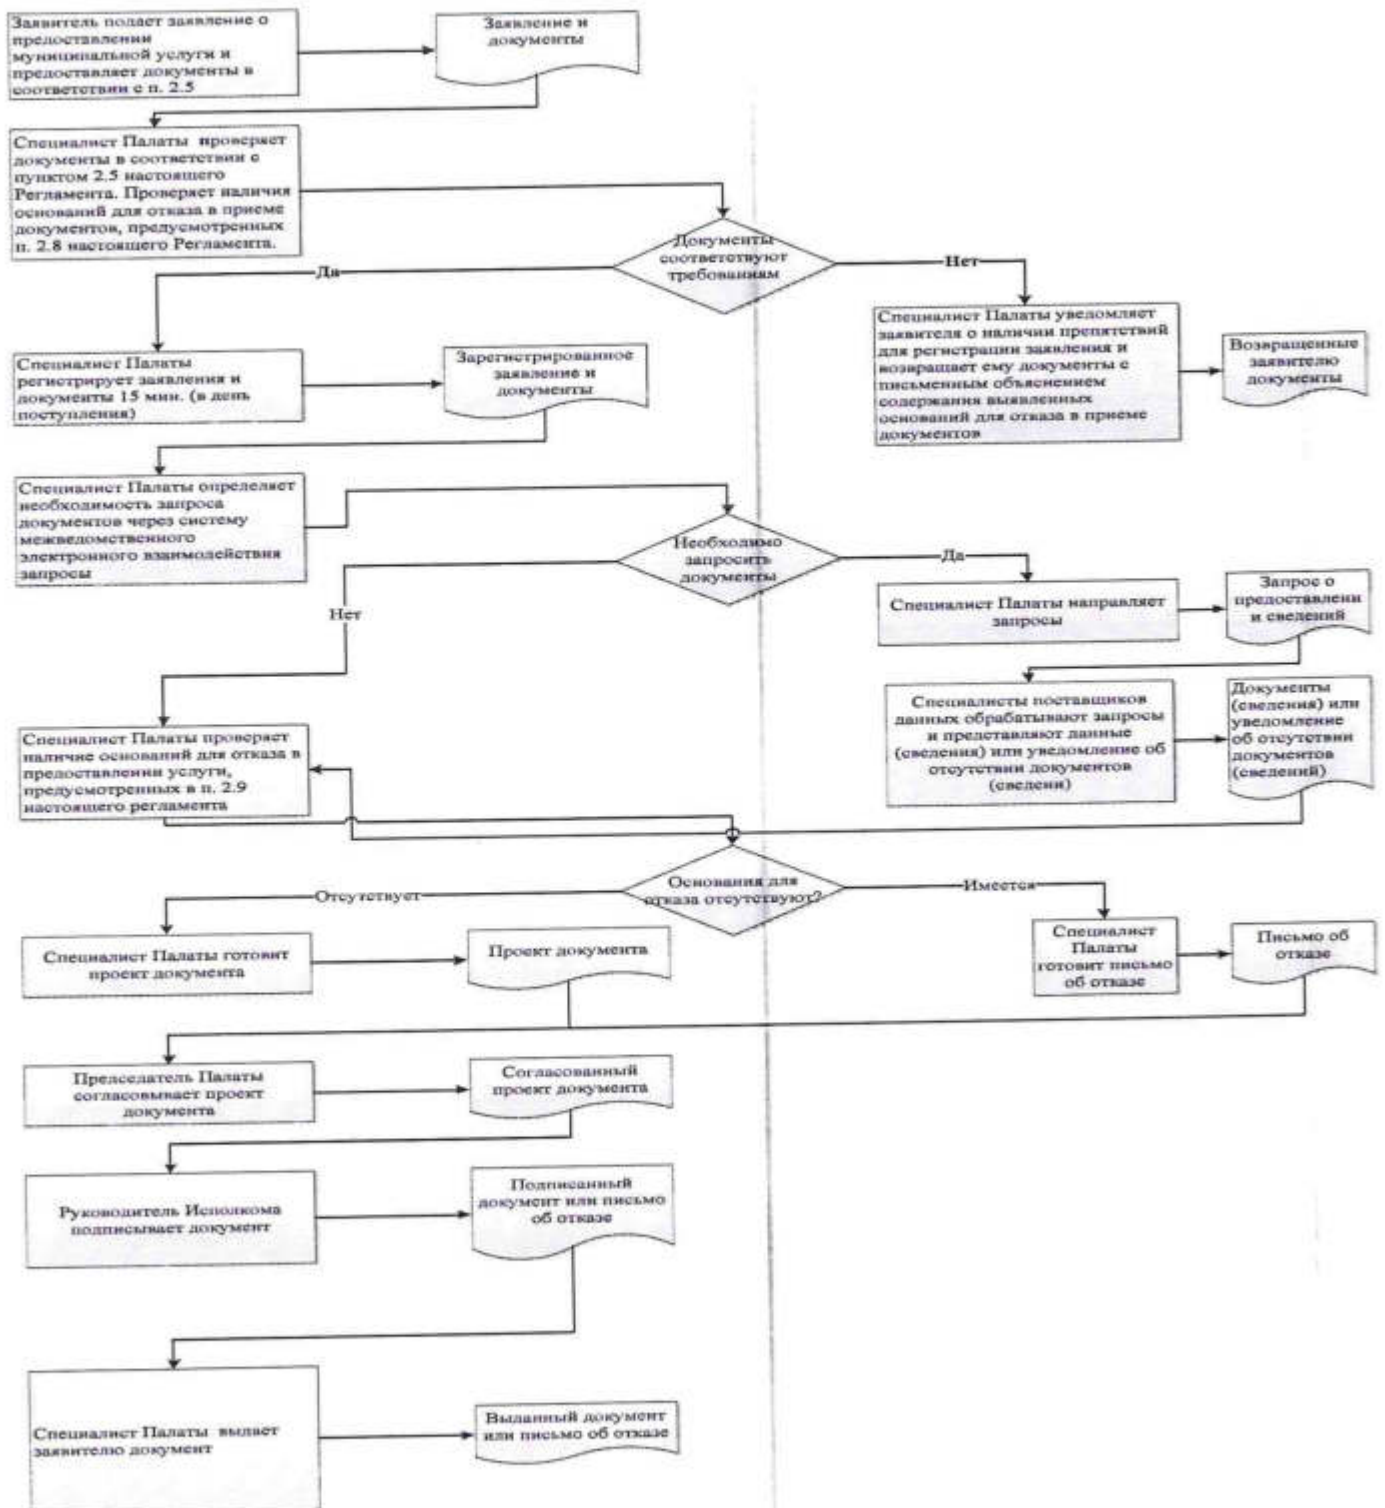 Заявитель подает заявление о
предоставлении
муниципальной услуги и
предоставляет документы в
соответствии с п. 2.5
Заявление и
документы
Специалист Палаты проверяет
документы в соответствии с
пунктом 2.5 настоящего
Регламента. Проверяет наличия
оснований для отказа в приеме
документов, предусмотренных
п. 2.8 настоящего Регламента.
Документы
соответствуют
требованиям
Да
Нет
Специалист Палаты уведомляет
заявителя о наличии препятствий
для регистрации заявления и
возвращает ему документы с
письменным объяснением
содержания выявленных
оснований для отказа в приеме
документов
Возвращенные
заявителю
документы
Специалист Палаты
регистрирует заявления и
документы 15 мин. (в день
поступления)
Зарегистрированное
заявление и
документы
Специалист Палаты определяет
необходимость запроса
документов через систему
межведомственного
электронного взаимодействия
запросы
Необходимо
запросить
документы
Да
Нет
Специалист Палаты направляет
запросы
Запрос о
предоставлени
и сведений
Специалисты поставщиков
данных обрабатывают запросы
и представляют данные
(сведения) или уведомление об
отсутствии документов
(сведени)
Документы
(сведения) или
уведомление
об отсутствии
документов
(сведений)
Специалист Палаты проверяет
наличие оснований для отказа в
предоставлении услуги,
предусмотренных в п. 2.9
настоящего регламента
Основания для
отказа отсутствуют?
Отсутствует
Имеется
Специалист Палаты готовит
проект документа
Проект документа
Специалист
Палаты
готовит письмо
об отказе
Письмо об
отказе
Председатель Палаты
согласовывает проект
документа
Согласованный
проект документа
Руководитель Исполкома
подписывает документ
Подписанный
документ или письмо
об отказе
Специалист Палаты выдает
заявителю документ
Выданный документ
или письмо об отказе